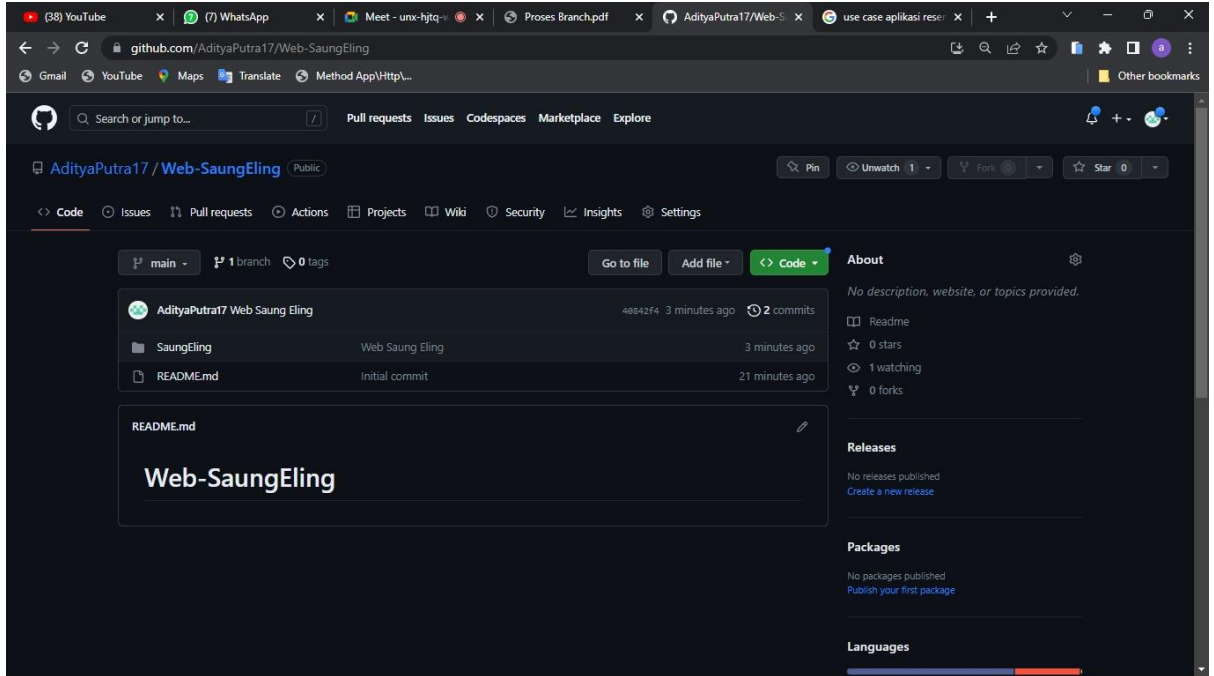 (38) YouTube (7) WhatsApp Meet - unx-hjtq- Proses Branch.pdf AdityaPutra17/Web-S use case aplikasi reser
github.com/AdityaPutra17/Web-SaungEling a
Gmail YouTube Maps Translate Method App\Http\... Other bookmarks
Search or jump to... / Pull requests Issues Codespaces Marketplace Explore
AdityaPutra17 / Web-SaungEling Public Pin Unwatch 1 Fork 0 Star 0
<> Code Issues Pull requests Actions Projects Wiki Security Insights Settings
main 1 branch 0 tags Go to file Add file <> Code
AdityaPutra17 Web Saung Eling 40842f4 3 minutes ago 2 commits
SaungEling Web Saung Eling 3 minutes ago
README.md Initial commit 21 minutes ago
README.md
Web-SaungEling
About
No description, website, or topics provided.
Readme
0 stars
1 watching
0 forks
Releases
No releases published
Create a new release
Packages
No packages published
Publish your first package
Languages